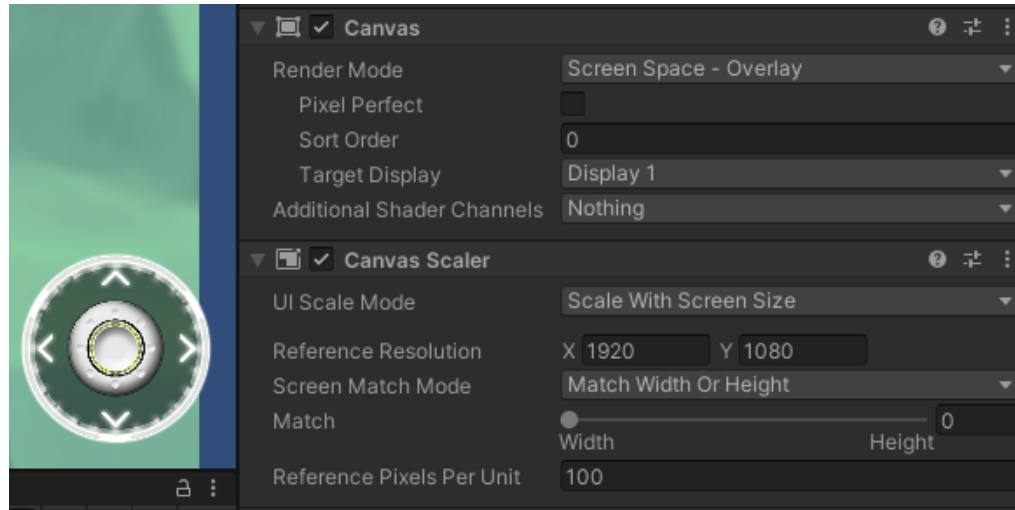 Canvas
Render Mode Screen Space - Overlay
Pixel Perfect
Sort Order 0
Target Display Display 1
Additional Shader Channels Nothing
Canvas Scaler
UI Scale Mode Scale With Screen Size
Reference Resolution X 1920 Y 1080
Screen Match Mode Match Width Or Height
Match 0
Width Height
Reference Pixels Per Unit 100